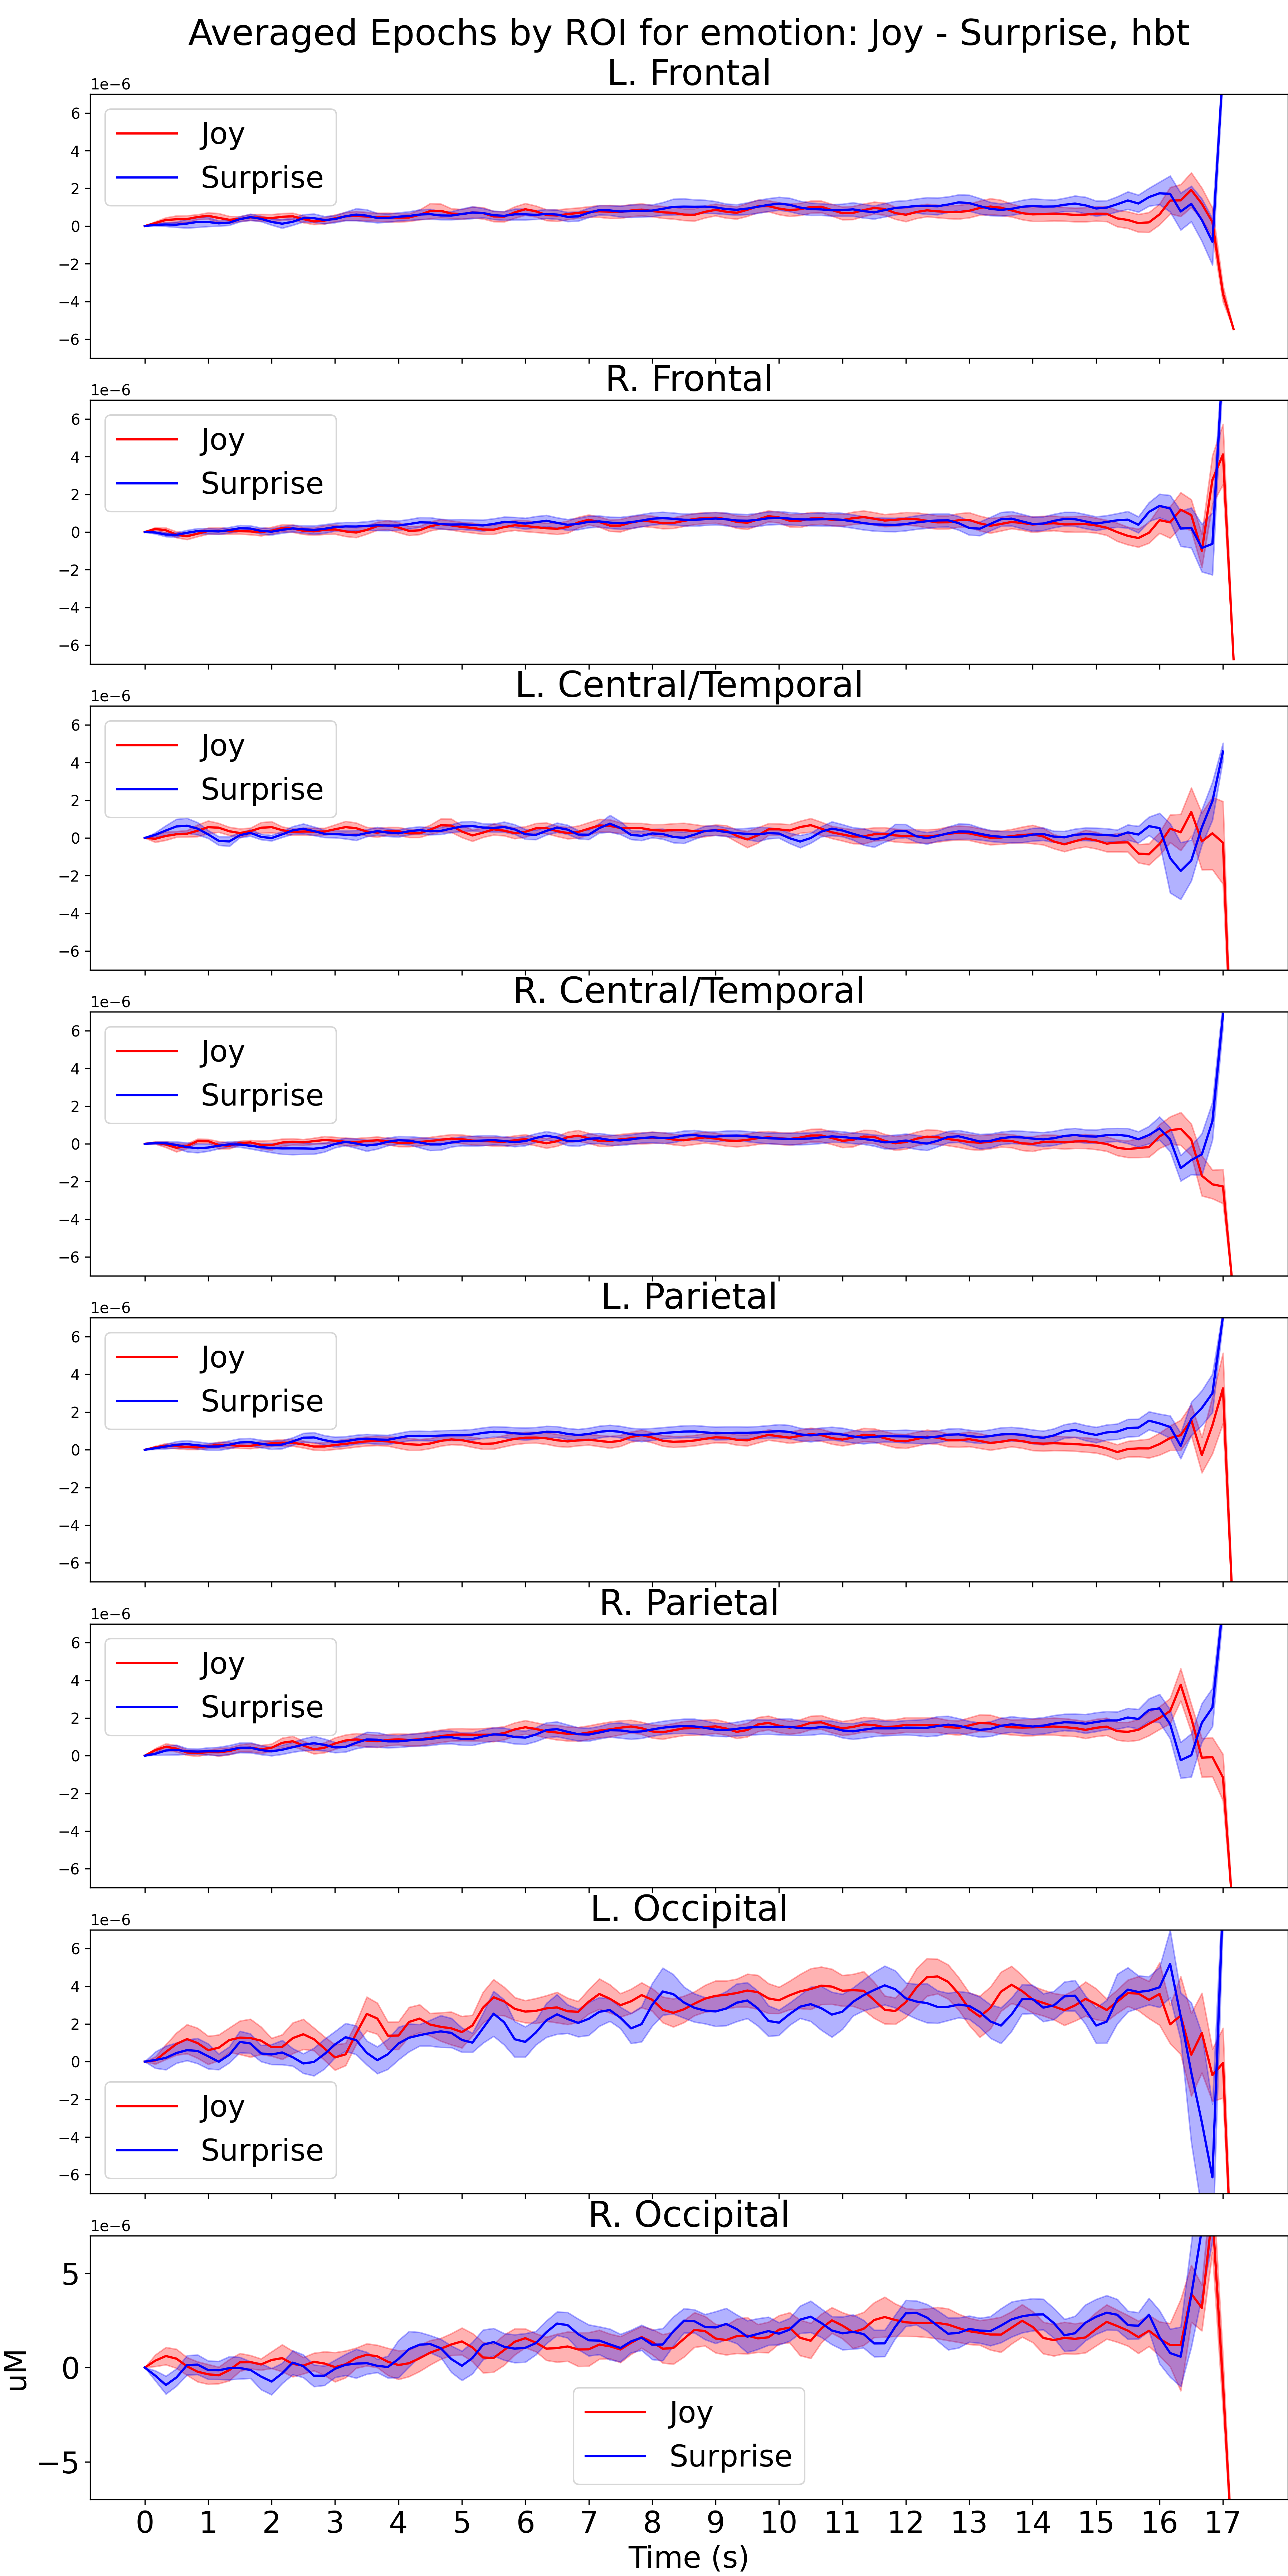 Averaged Epochs by ROI for emotion: Joy - Surprise, hbt
L. Frontal
1e−6
6
4
2
0
−2
−4
−6
Joy
Surprise
R. Frontal
1e−6
6
4
2
0
−2
−4
−6
Joy
Surprise
L. Central/Temporal
1e−6
6
4
2
0
−2
−4
−6
Joy
Surprise
R. Central/Temporal
1e−6
6
4
2
0
−2
−4
−6
Joy
Surprise
L. Parietal
1e−6
6
4
2
0
−2
−4
−6
Joy
Surprise
R. Parietal
1e−6
6
4
2
0
−2
−4
−6
Joy
Surprise
L. Occipital
1e−6
6
4
2
0
−2
−4
−6
Joy
Surprise
R. Occipital
1e−6
5
0
−5
uM
Joy
Surprise
0 1 2 3 4 5 6 7 8 9 10 11 12 13 14 15 16 17
Time (s)